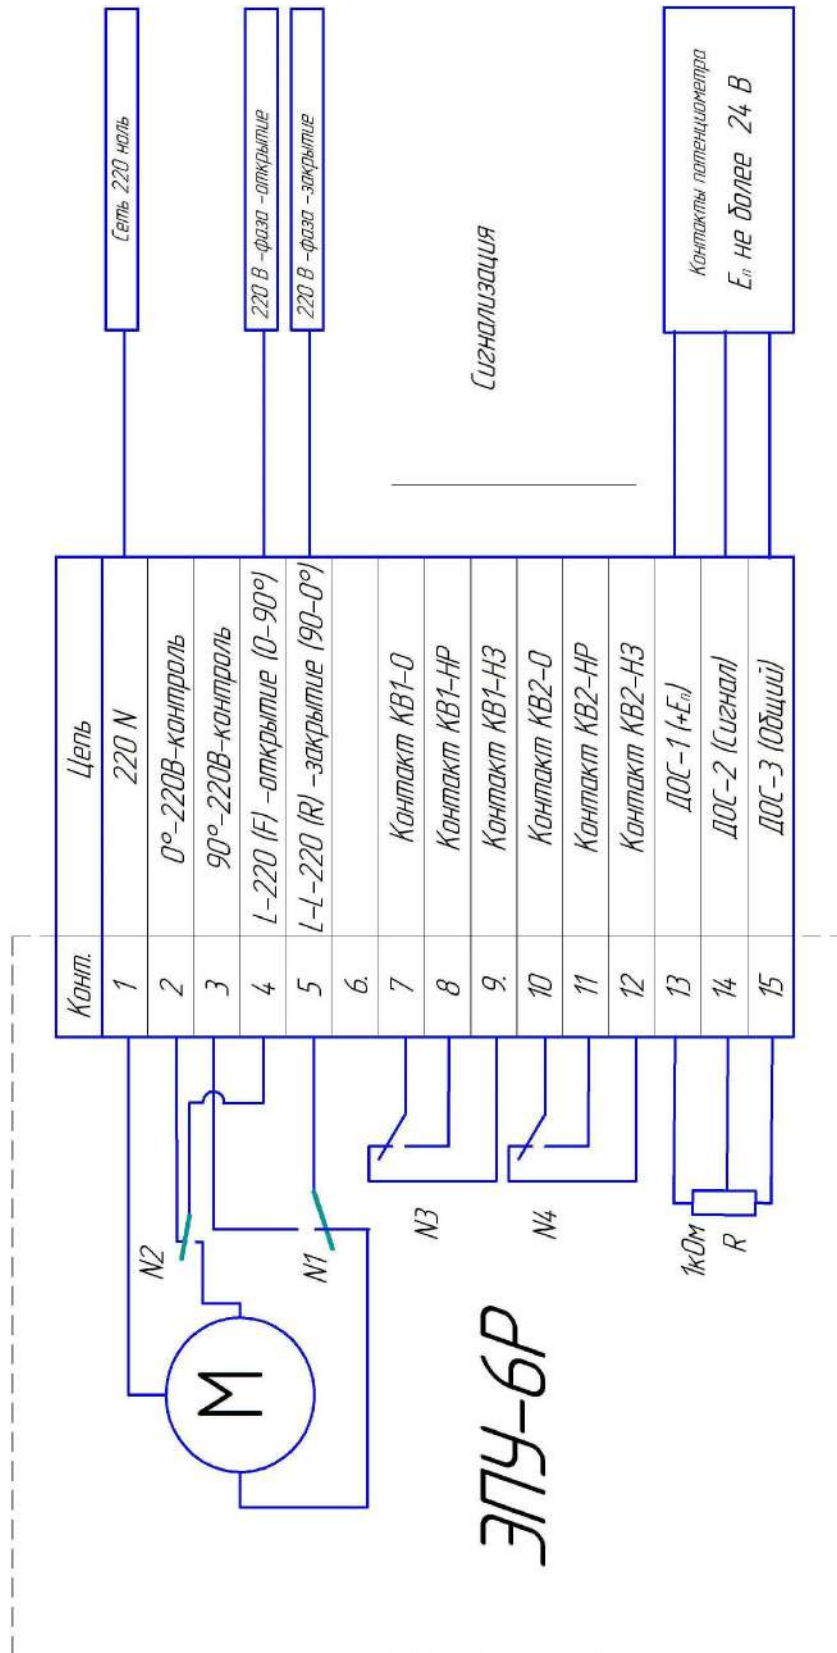 Сеть 220 ноль
220 В -фаза -открытие
220 В -фаза -закрытие
Сигнализация
Контакты потенциометра
Eп не более 24 В
Конт. Цепь
1 220 N
2 0°-220В-контроль
3 90°-220В-контроль
4 L-220 (F) -открытие (0-90°)
5 L-L-220 (R) -закрытие (90-0°)
6.
7 Контакт КВ1-О
8 Контакт КВ1-НР
9. Контакт КВ1-НЗ
10 Контакт КВ2-О
11 Контакт КВ2-НР
12 Контакт КВ2-НЗ
13 ДОС-1 (+Eп)
14 ДОС-2 (Сигнал)
15 ДОС-3 (Общий)
N2
N1
N3
N4
1кОм
R
М
ЭПУ-6Р